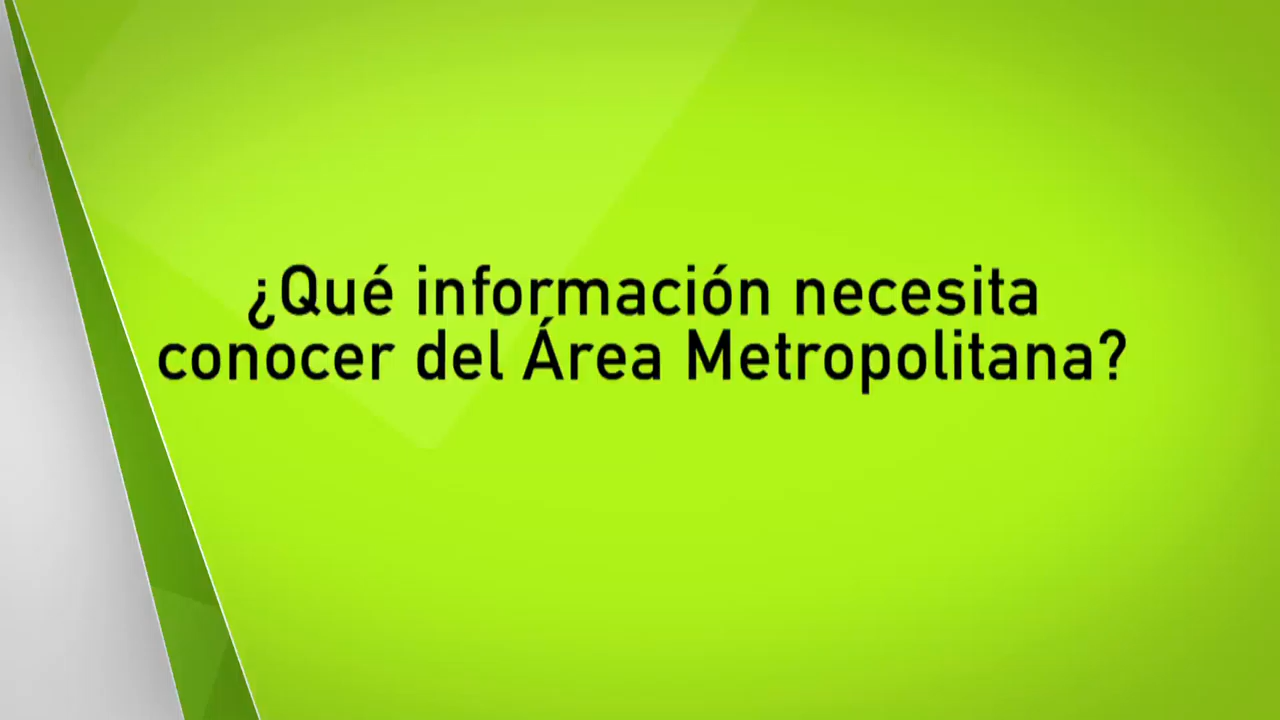 ¿Qué información necesita
conocer del Área Metropolitana?